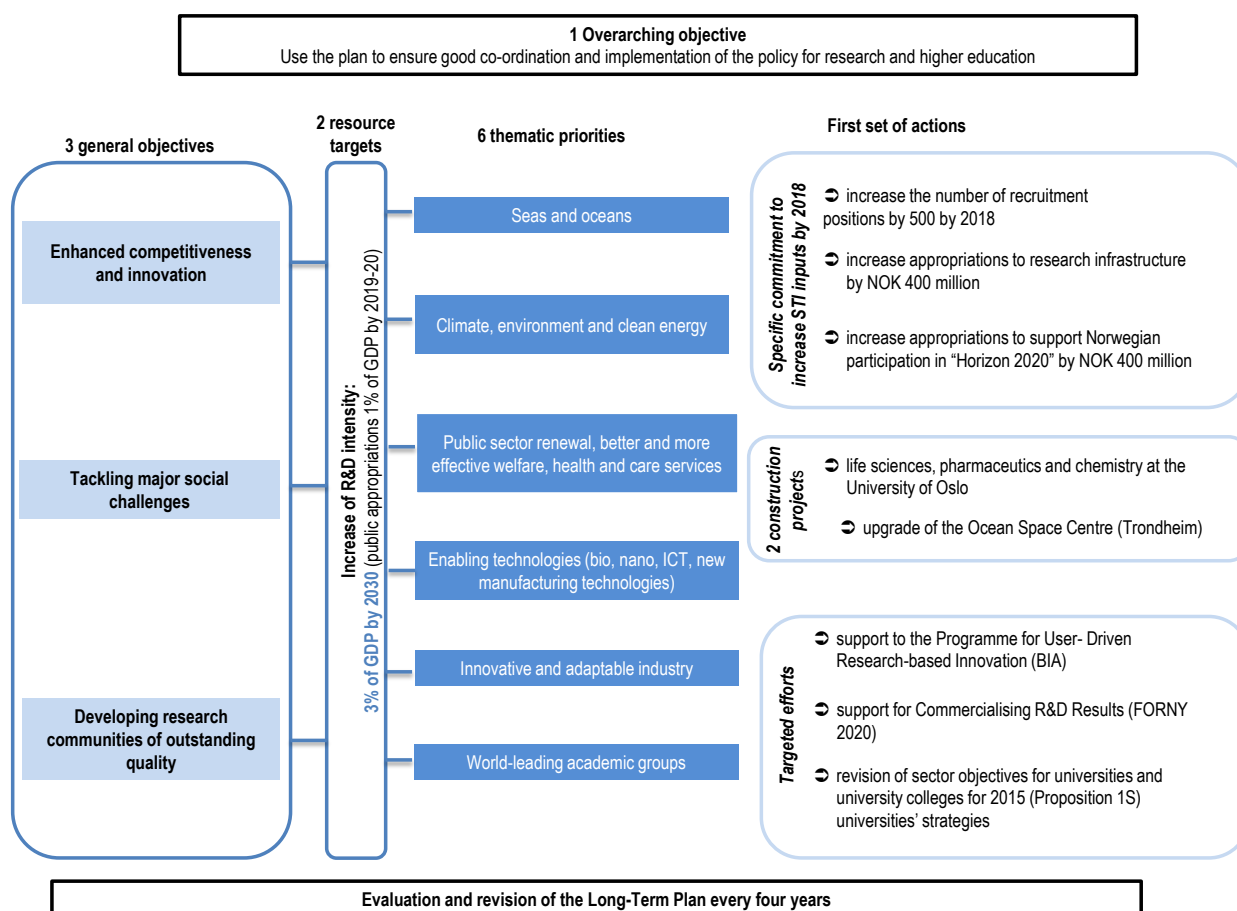 1 Overarching objective
Use the plan to ensure good co-ordination and implementation of the policy for research and higher education
3 general objectives
2 resource
targets
6 thematic priorities
First set of actions
Enhanced competitiveness
and innovation
Tackling major social
challenges
Developing research
communities of outstanding
quality
Increase of R&D intensity:
3% of GDP by 2030 (public appropriations 1% of GDP by 2019-20)
Seas and oceans
Climate, environment and clean energy
Public sector renewal, better and more
effective welfare, health and care services
Enabling technologies (bio, nano, ICT, new
manufacturing technologies)
Innovative and adaptable industry
World-leading academic groups
Specific commitment to
increase STI inputs by 2018
➲ increase the number of recruitment
positions by 500 by 2018
➲ increase appropriations to research infrastructure
by NOK 400 million
➲ increase appropriations to support Norwegian
participation in “Horizon 2020” by NOK 400 million
2 construction
projects
➲ life sciences, pharmaceutics and chemistry at the
University of Oslo
➲ upgrade of the Ocean Space Centre (Trondheim)
Targeted efforts
➲ support to the Programme for User- Driven
Research-based Innovation (BIA)
➲ support for Commercialising R&D Results (FORNY
2020)
➲ revision of sector objectives for universities and
university colleges for 2015 (Proposition 1S)
universities’ strategies
Evaluation and revision of the Long-Term Plan every four years